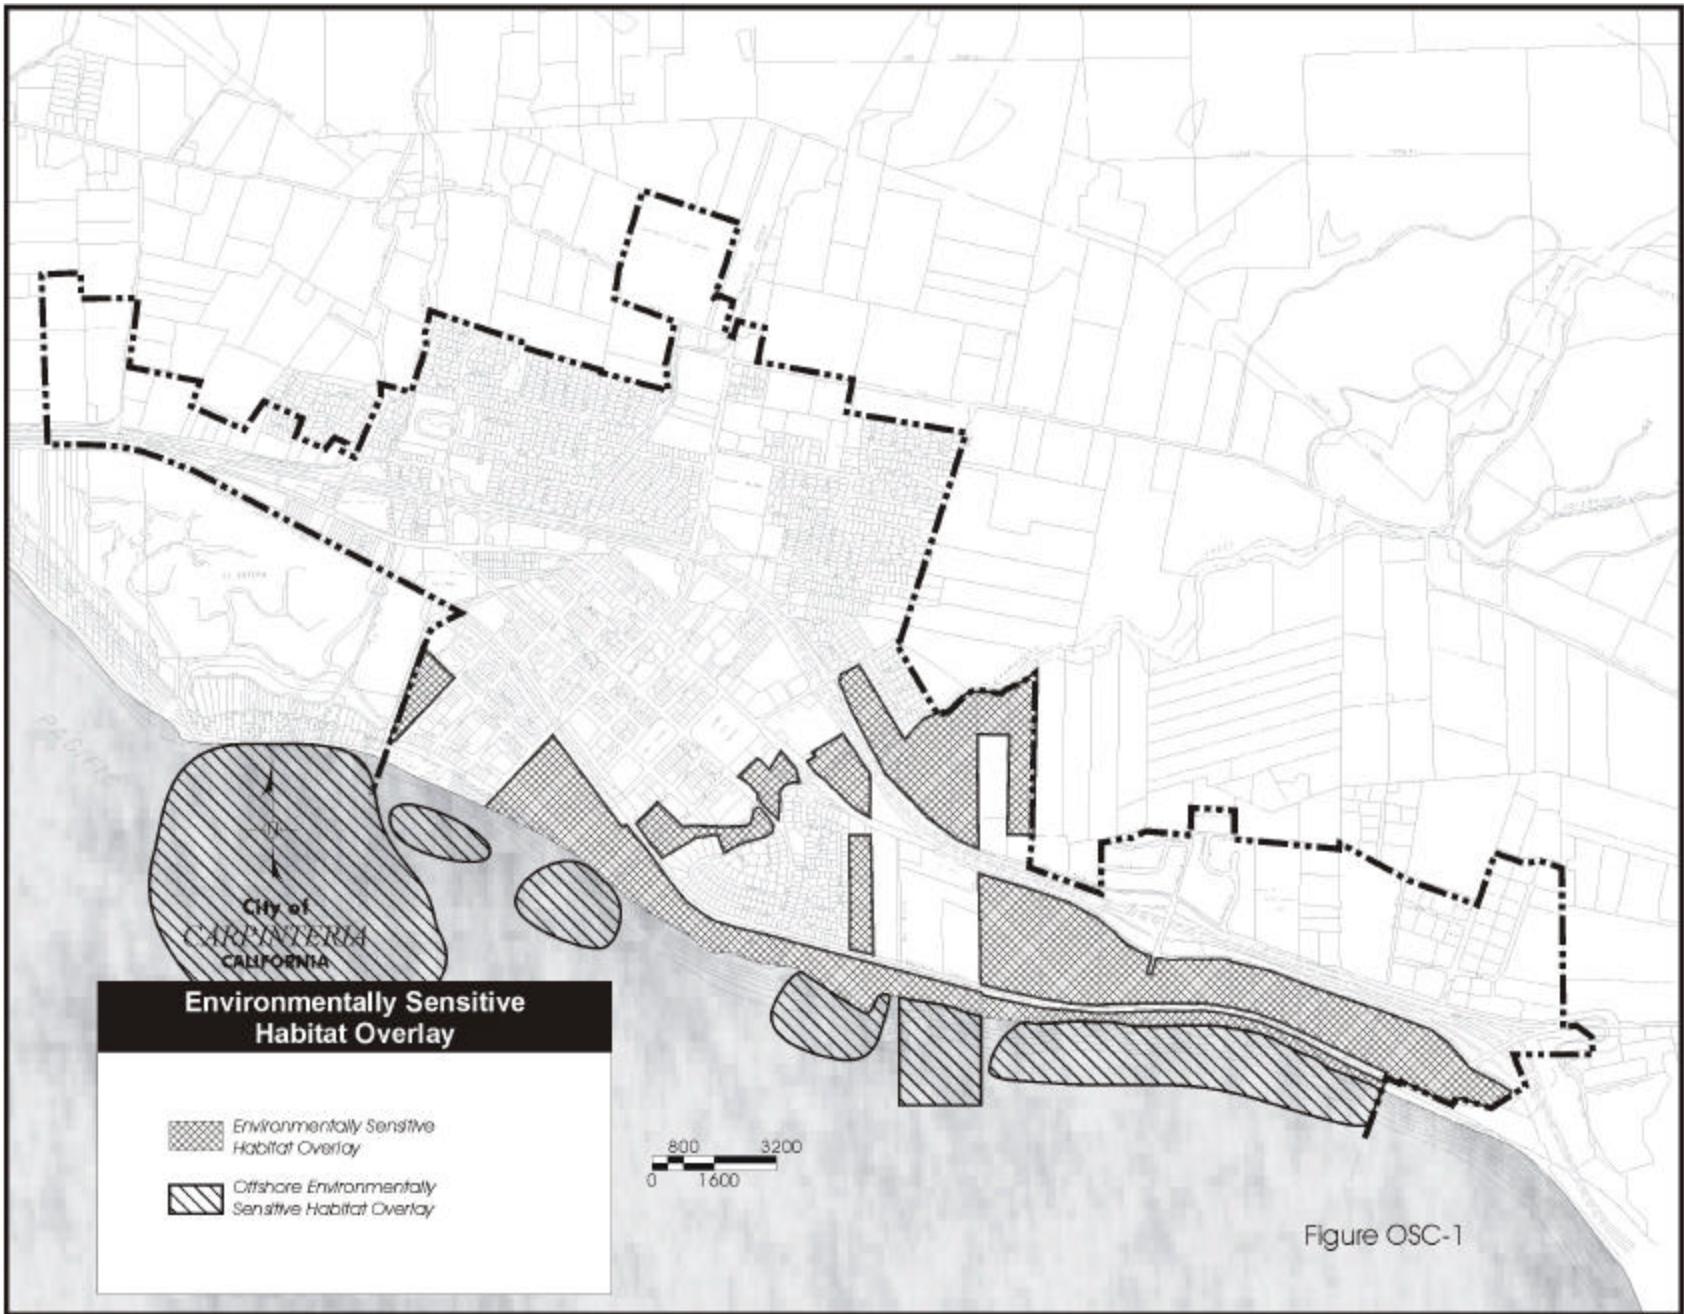 PACIFIC
N
City of
CARPINTERIA
CALIFORNIA
Environmentally Sensitive
Habitat Overlay
Environmentally Sensitive
Habitat Overlay
Offshore Environmentally
Sensitive Habitat Overlay
800 3200
0 1600
Figure OSC-1